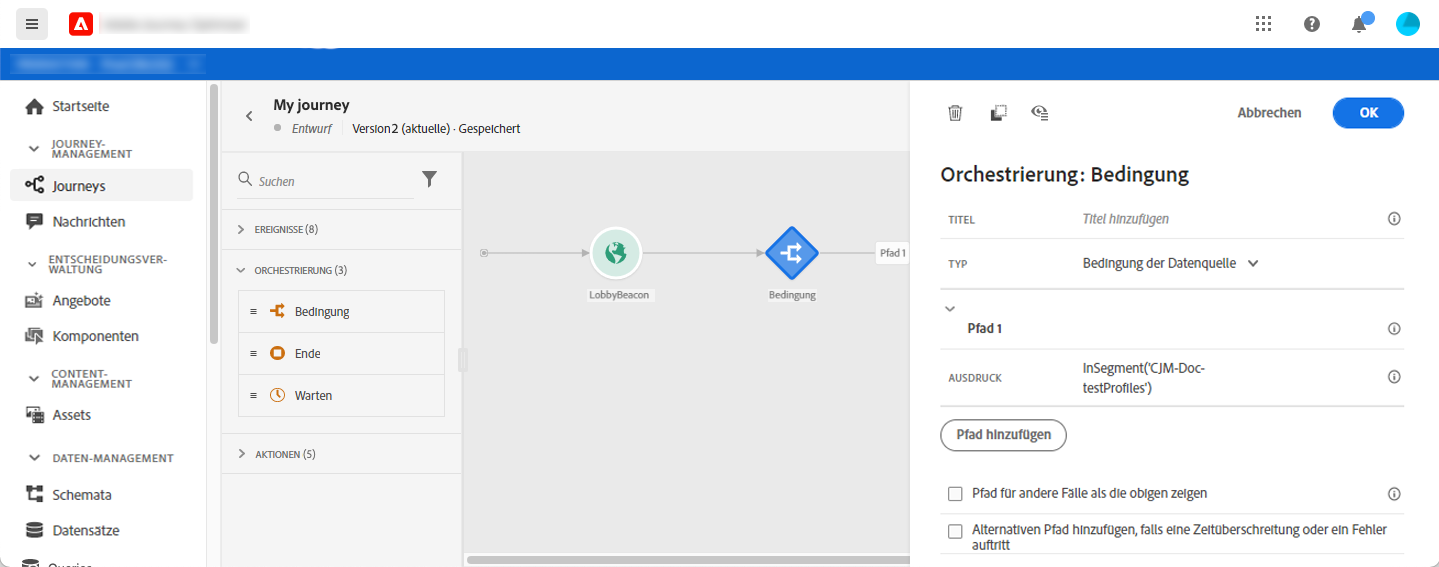 Startseite
JOURNEY-
MANAGEMENT
Journeys
Nachrichten
ENTSCHEIDUNGSVER-
WALTUNG
Angebote
Komponenten
CONTENT-
MANAGEMENT
Assets
DATEN-MANAGEMENT
Schemata
Datensätze
My journey
Entwurf
Version2 (aktuelle) · Gespeichert
Suchen
EREIGNISSE (8)
ORCHESTRIERUNG (3)
Bedingung
Ende
Warten
AKTIONEN (5)
LobbyBeacon
Bedingung
Pfad 1
Abbrechen
OK
Orchestrierung: Bedingung
TITEL
Titel hinzufügen
TYP
Bedingung der Datenquelle
Pfad 1
AUSDRUCK
InSegment('CJM-Doc-
testProfiles')
Pfad hinzufügen
Pfad für andere Fälle als die obigen zeigen
Alternativen Pfad hinzufügen, falls eine Zeitüberschreitung oder ein Fehler
auftritt